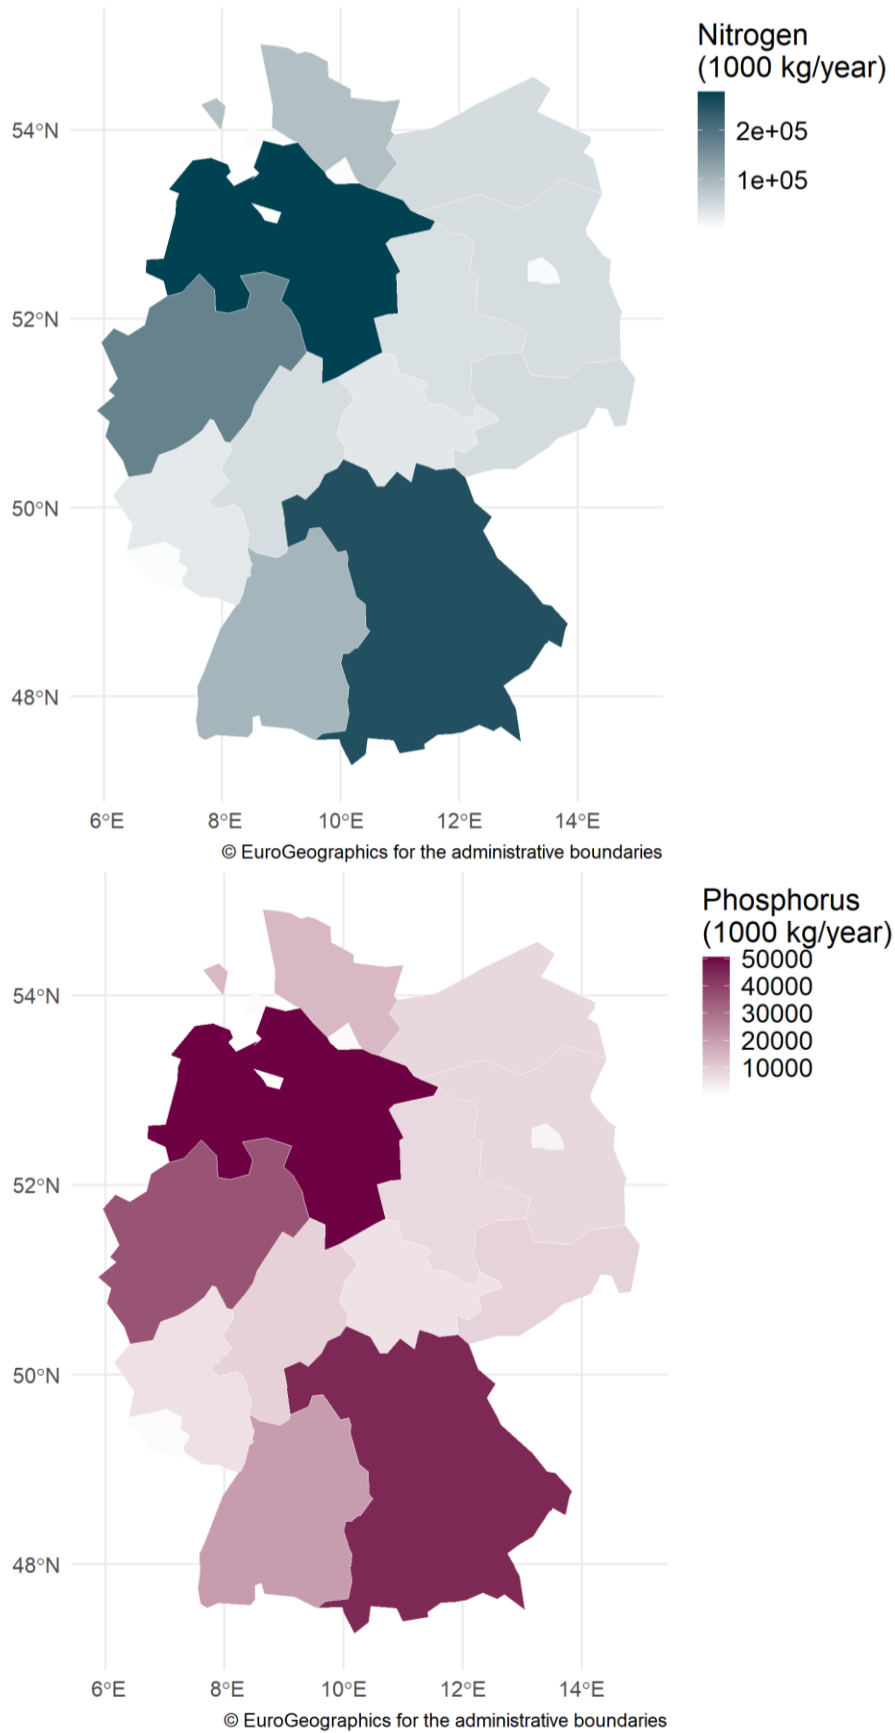 Nitrogen
(1000 kg/year)
2e+05
1e+05
54°N
52°N
50°N
48°N
6°E 8°E 10°E 12°E 14°E
© EuroGeographics for the administrative boundaries
Phosphorus
(1000 kg/year)
50000
40000
30000
20000
10000
54°N
52°N
50°N
48°N
6°E 8°E 10°E 12°E 14°E
© EuroGeographics for the administrative boundaries